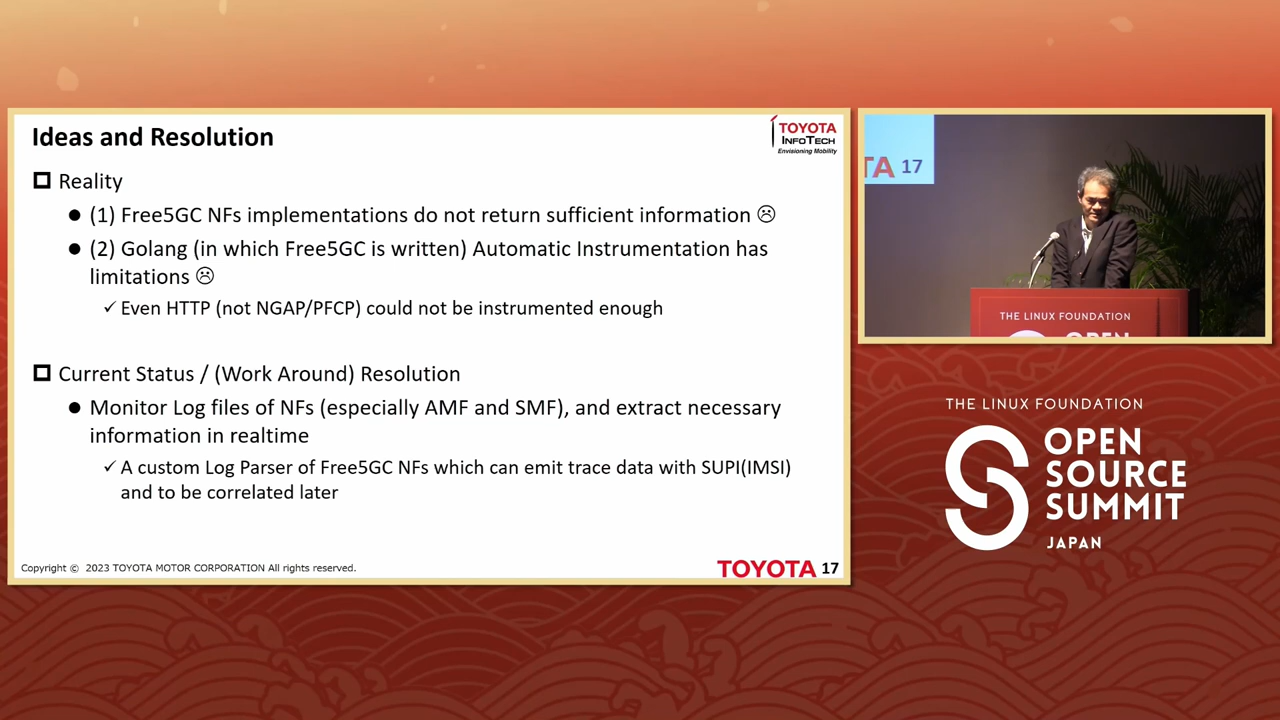 Ideas and Resolution
TOYOTA
INFOTECH
Envisioning Mobility
Reality
(1) Free5GC NFs implementations do not return sufficient information ☹
(2) Golang (in which Free5GC is written) Automatic Instrumentation has
limitations ☹
✓ Even HTTP (not NGAP/PFCP) could not be instrumented enough
Current Status / (Work Around) Resolution
Monitor Log files of NFs (especially AMF and SMF), and extract necessary
information in realtime
✓ A custom Log Parser of Free5GC NFs which can emit trace data with SUPI(IMSI)
and to be correlated later
Copyright © 2023 TOYOTA MOTOR CORPORATION All rights reserved.
TOYOTA 17
TA 17
THE LINUX FOUNDATION
OPEN
THE LINUX FOUNDATION
OPEN
SOURCE
SUMMIT
JAPAN